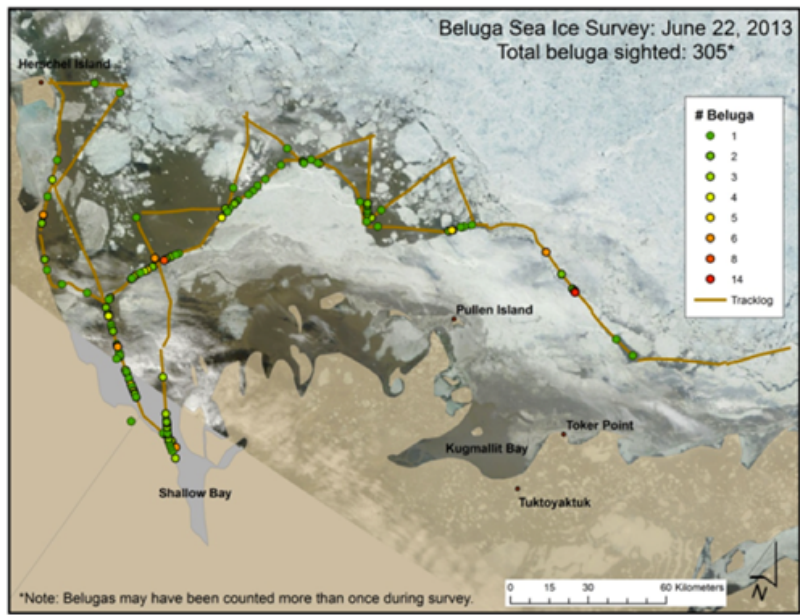 Beluga Sea Ice Survey: June 22, 2013
Total beluga sighted: 305*
Herschel Island
# Beluga
1
2
3
4
5
6
8
14
Tracklog
Pullen Island
Toker Point
Kugmallit Bay
Tuktoyaktuk
Shallow Bay
*Note: Belugas may have been counted more than once during survey.
0 15 30 60 Kilometers
N